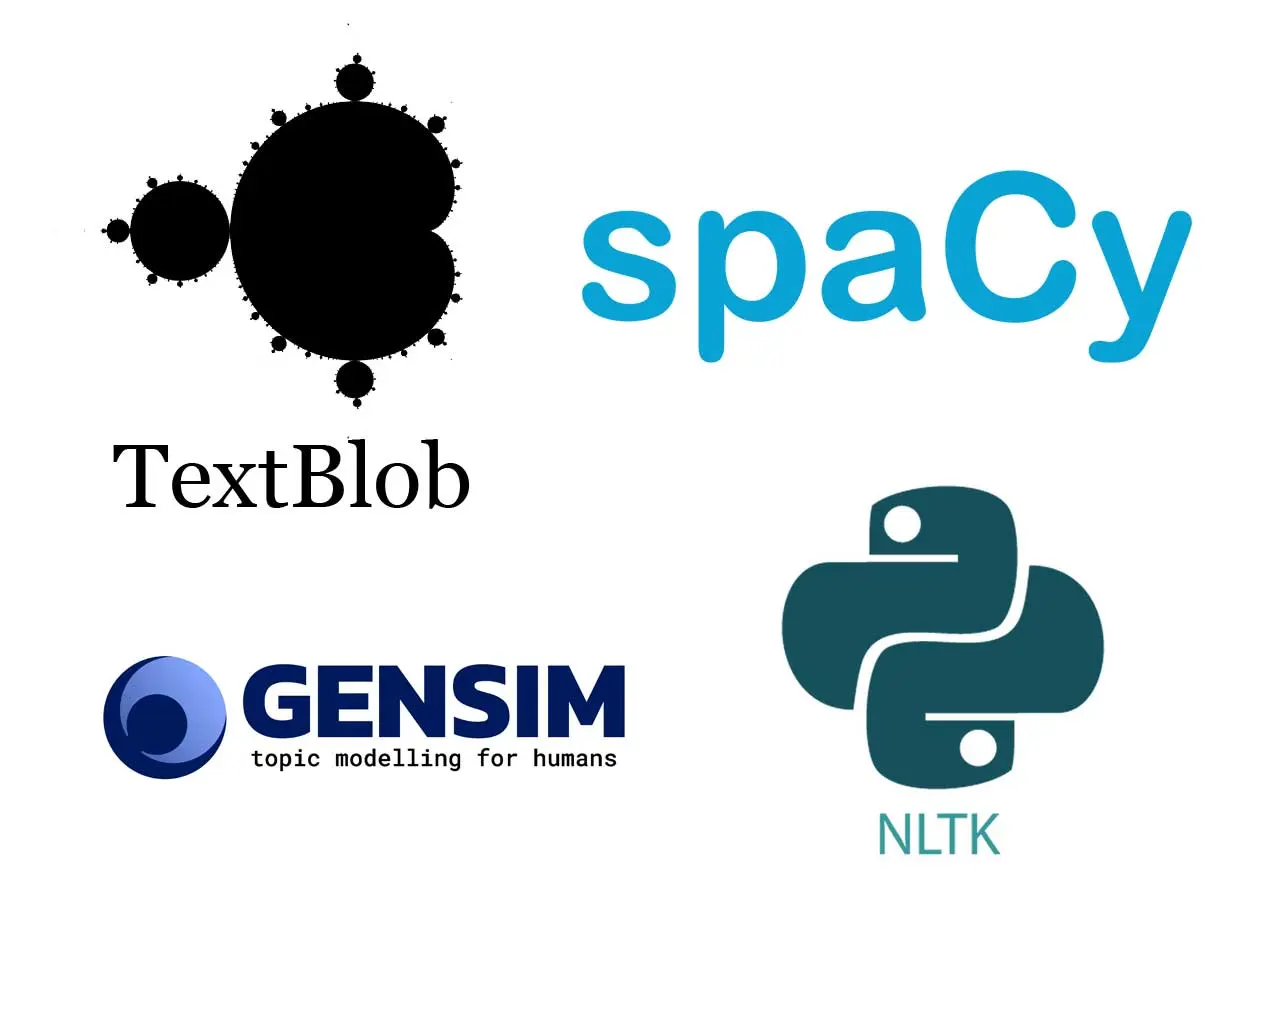 TextBlob
spaCy
GENSIM
topic modelling for humans
NLTK